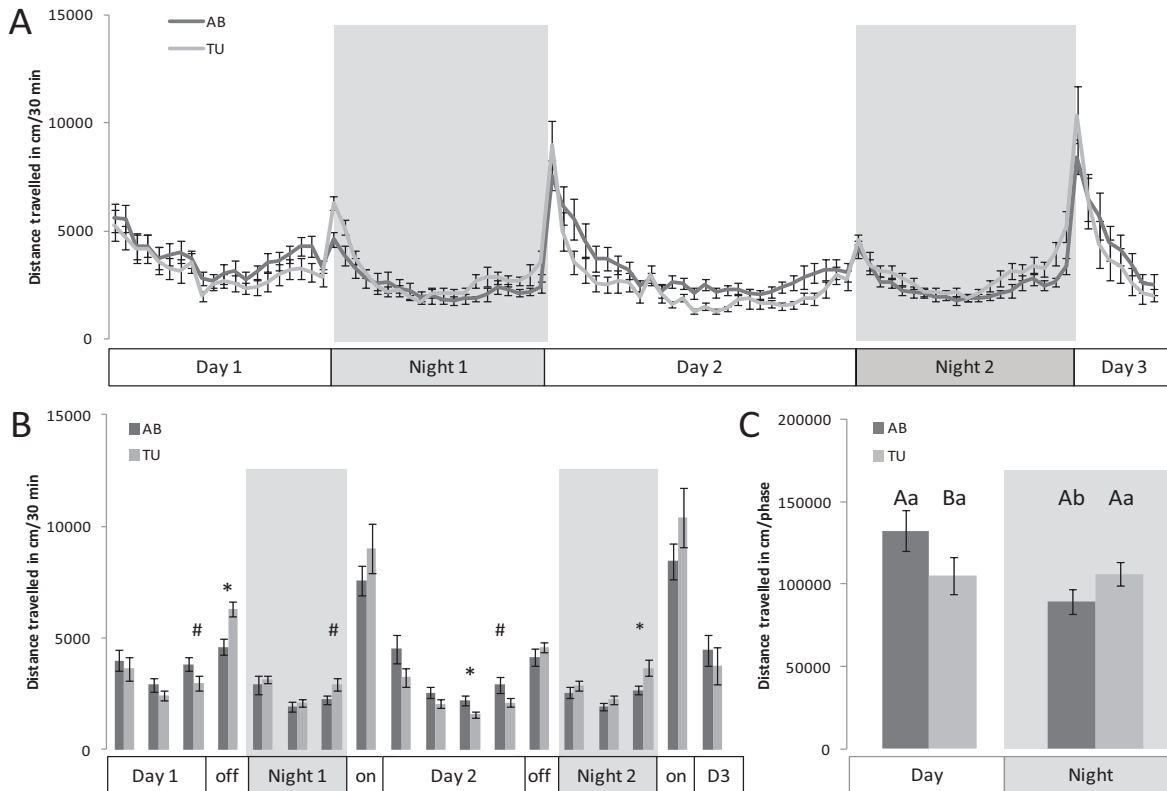 A
15000
10000
5000
0
Distance travelled in cm/30 min
AB
TU
Day 1 Night 1 Day 2 Night 2 Day 3
B
15000
10000
5000
0
Distance travelled in cm/30 min
AB
TU
# * # * # *
Day 1 off Night 1 on Day 2 off Night 2 on D3
C
200000
150000
100000
50000
0
Distance travelled in cm/phase
AB
TU
Aa Ba Ab Aa
Day Night